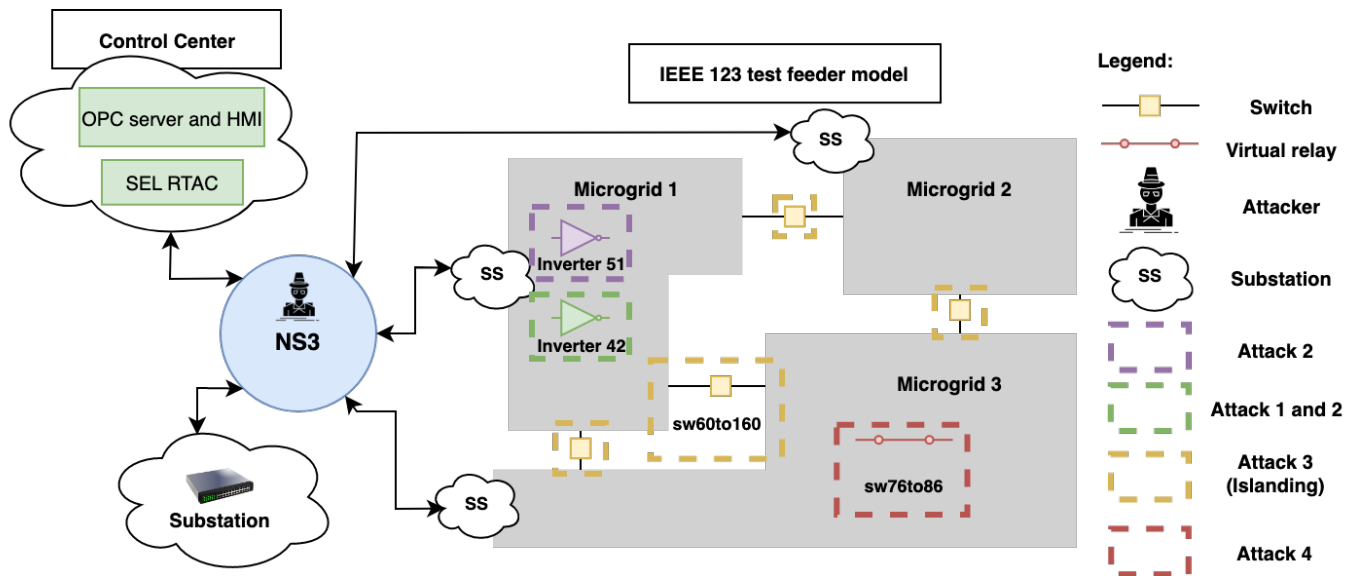 Control Center
OPC server and HMI
SEL RTAC
IEEE 123 test feeder model
SS
Microgrid 1
Microgrid 2
Inverter 51
SS
Inverter 42
NS3
Microgrid 3
sw60to160
sw76to86
SS
Substation
Legend:
Switch
Virtual relay
Attacker
SS
Substation
Attack 2
Attack 1 and 2
Attack 3
(Islanding)
Attack 4